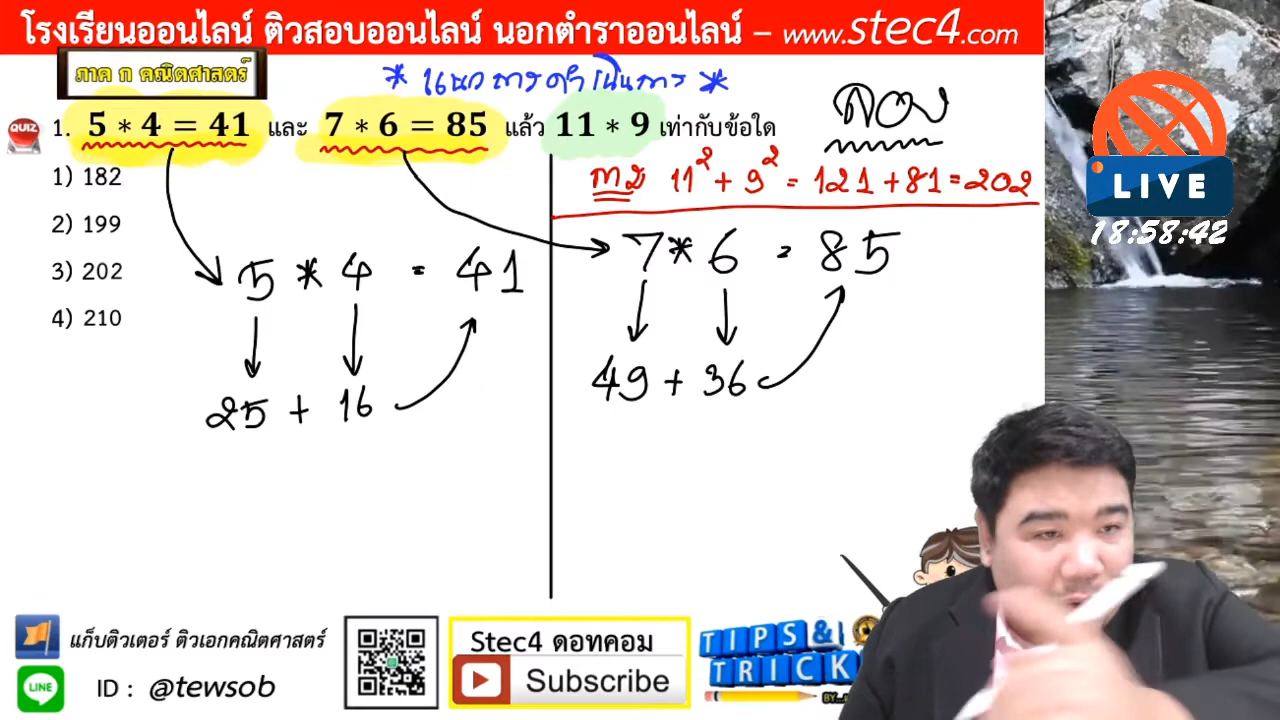 โรงเรียนออนไลน์ ติวสอบออนไลน์ นอกตำราออนไลน์ – www.stec4.com
ภาค ก คณิตศาสตร์
* แนวการดำเนินการ *
QUIZ
1. 5 * 4 = 41 และ 7 * 6 = 85 แล้ว 11 * 9 เท่ากับข้อใด
ตอบ
1) 182
2) 199
3) 202
4) 210
11² + 9² = 121 + 81 = 202
5 * 4 = 41
25 + 16
7 * 6 = 85
49 + 36
LIVE
18:58:42
แก็บติวเตอร์ ติวเอกคณิตศาสตร์
LINE
ID : @tewsob
Stec4 ดอทคอม
Subscribe
TIPS &
TRICK